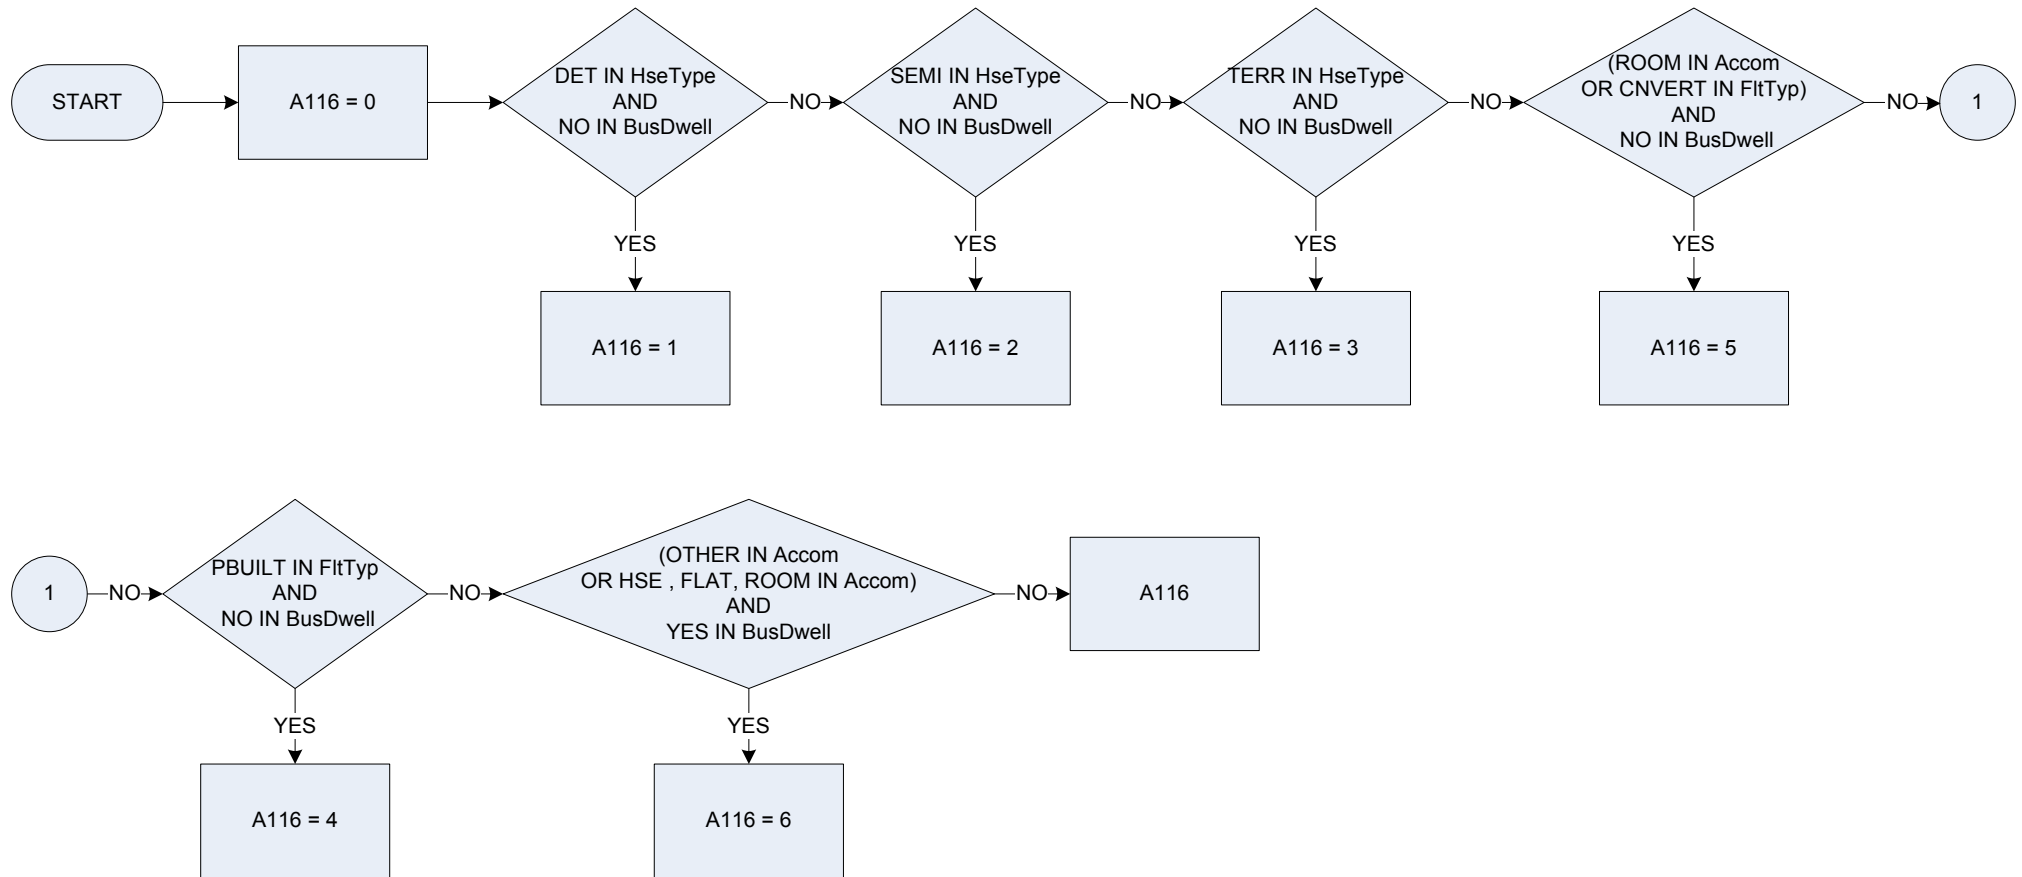 START
A116 = 0
DET IN HseType
AND
NO IN BusDwell
NO
SEMI IN HseType
AND
NO IN BusDwell
NO
TERR IN HseType
AND
NO IN BusDwell
NO
(ROOM IN Accom
OR CNVERT IN FltTyp)
AND
NO IN BusDwell
NO
1
YES
YES
YES
YES
A116 = 1
A116 = 2
A116 = 3
A116 = 5
1
NO
PBUILT IN FltTyp
AND
NO IN BusDwell
NO
(OTHER IN Accom
OR HSE , FLAT, ROOM IN Accom)
AND
YES IN BusDwell
NO
A116
YES
YES
A116 = 4
A116 = 6